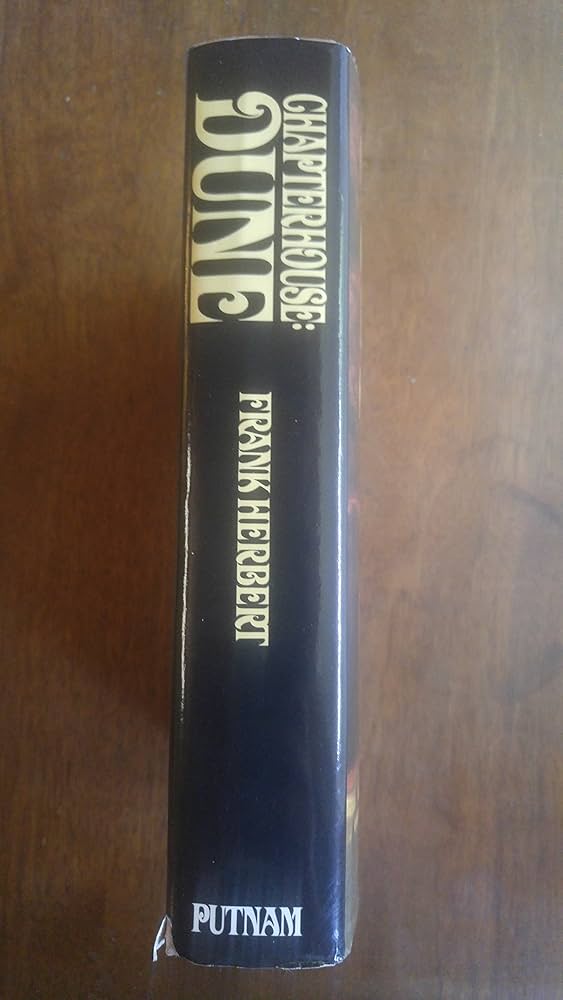 CHAPTERHOUSE:
DUNE
FRANK HERBERT
PUTNAM